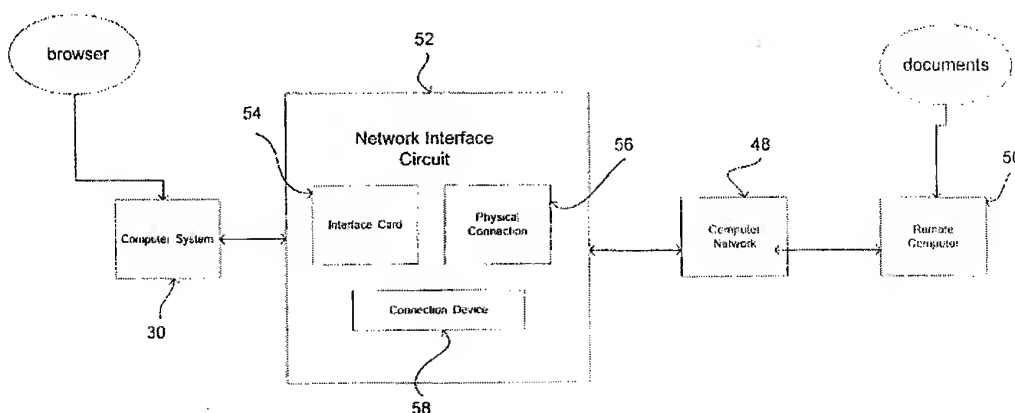 browser
52
documents
54
Network Interface
Circuit
56
48
50
Interface Card
Physical
Connection
Computer System
Computer
Network
Remote
Computer
Connection Device
30
58